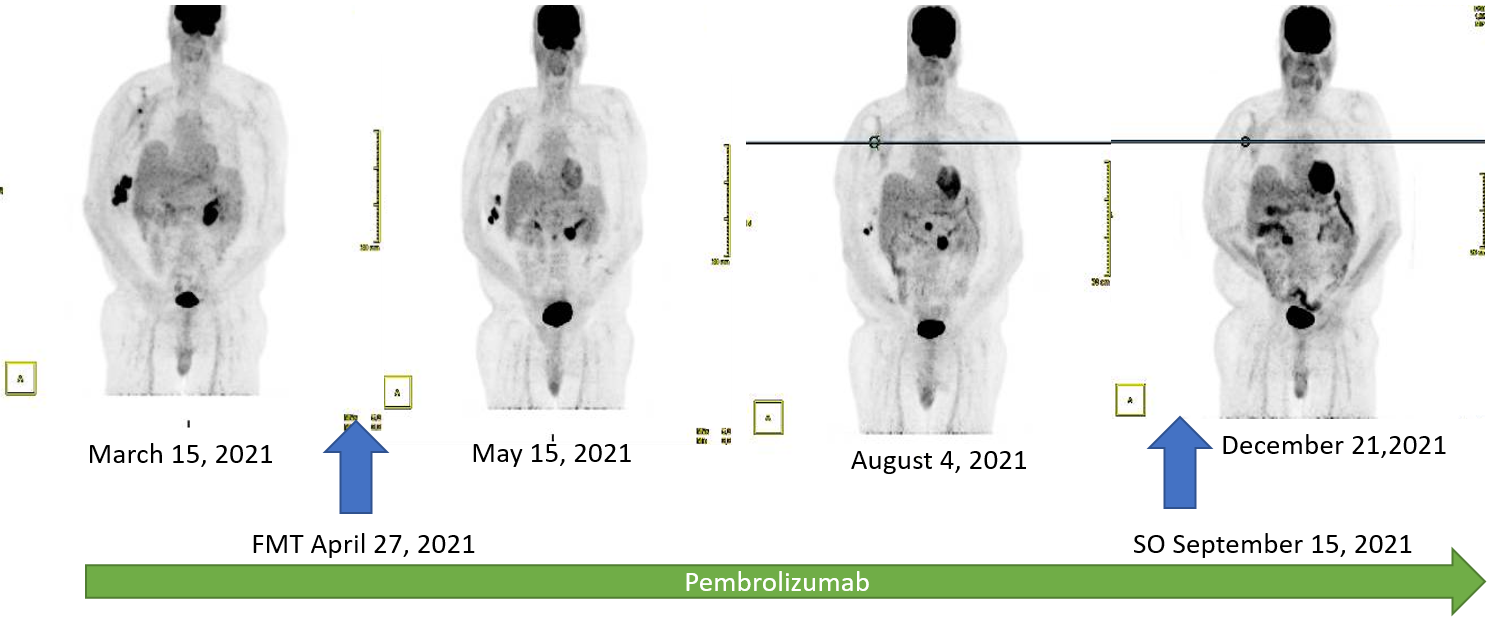 A
A
A
A
March 15, 2021
May 15, 2021
August 4, 2021
December 21,2021
FMT April 27, 2021
SO September 15, 2021
Pembrolizumab